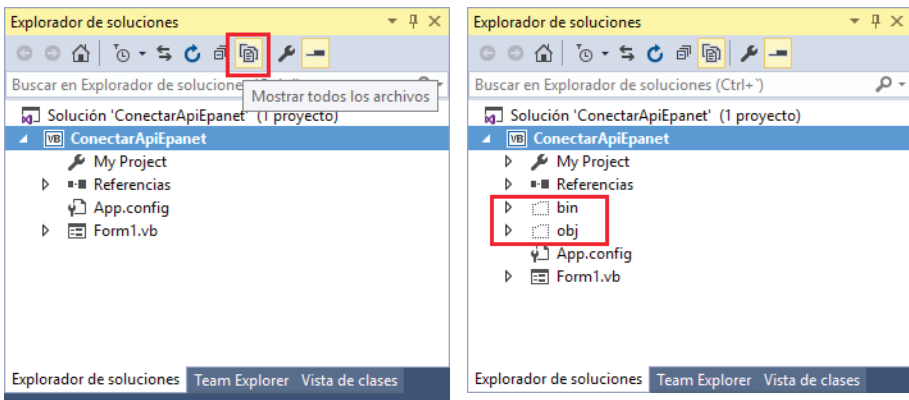 Explorador de soluciones
Buscar en Explorador de solucione
Mostrar todos los archivos
Solución 'ConectarApiEpanet' (1 proyecto)
VB ConectarApiEpanet
My Project
Referencias
App.config
Form1.vb
Explorador de soluciones Team Explorer Vista de clases
Explorador de soluciones
Buscar en Explorador de soluciones (Ctrl+`)
Solución 'ConectarApiEpanet' (1 proyecto)
VB ConectarApiEpanet
My Project
Referencias
bin
obj
App.config
Form1.vb
Explorador de soluciones Team Explorer Vista de clases